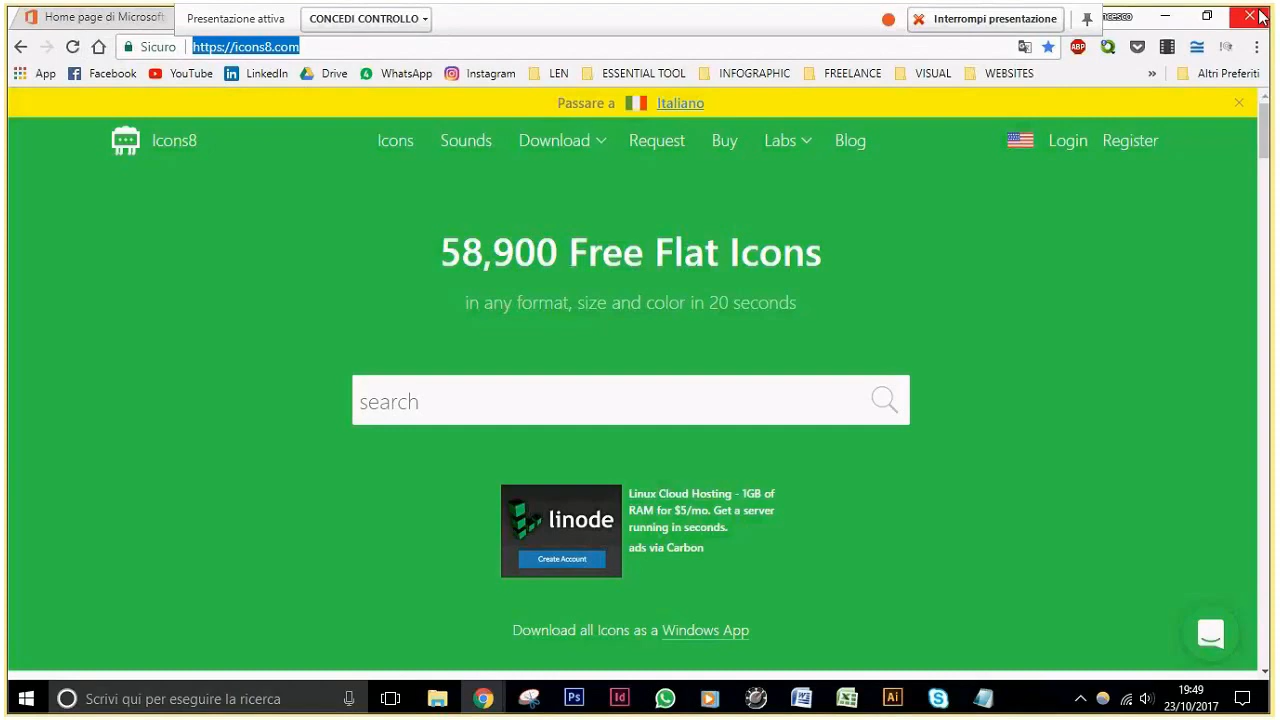 Home page di Microsoft
Presentazione attiva
CONCEDI CONTROLLO
Interrompi presentazione
Sicuro
https://icons8.com
App
Facebook
YouTube
LinkedIn
Drive
WhatsApp
Instagram
LEN
ESSENTIAL TOOL
INFOGRAPHIC
FREELANCE
VISUAL
WEBSITES
»
Altri Preferiti
Passare a Italiano
Icons8
Icons
Sounds
Download
Request
Buy
Labs
Blog
Login
Register
58,900 Free Flat Icons
in any format, size and color in 20 seconds
search
linode
Create Account
Linux Cloud Hosting - 1GB of
RAM for $5/mo. Get a server
running in seconds.
ads via Carbon
Download all Icons as a Windows App
Scrivi qui per eseguire la ricerca
19:49
23/10/2017